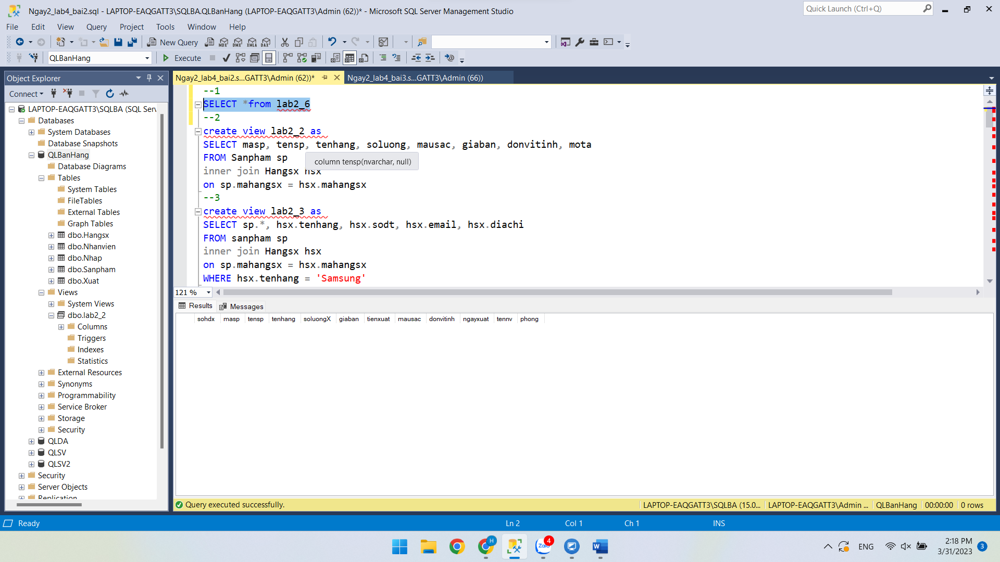 Ngay2_lab4_bai2.sql - LAPTOP-EAQGATT3\SQLBA.QLBanHang (LAPTOP-EAQGATT3\Admin (62))* - Microsoft SQL Server Management Studio
Quick Launch (Ctrl+Q)
File Edit View Query Project Tools Window Help
New Query MDX DMX XMLA DAX
QLBanHang Execute
Object Explorer
Connect
LAPTOP-EAQGATT3\SQLBA (SQL Serv
Databases
System Databases
Database Snapshots
QLBanHang
Database Diagrams
Tables
System Tables
FileTables
External Tables
Graph Tables
dbo.Hangsx
dbo.Nhanvien
dbo.Nhap
dbo.Sanpham
dbo.Xuat
Views
System Views
dbo.lab2_2
Columns
Triggers
Indexes
Statistics
External Resources
Synonyms
Programmability
Service Broker
Storage
Security
QLDA
QLSV
QLSV2
Security
Server Objects
Replication
Ngay2_lab4_bai2.s...GATT3\Admin (62))* Ngay2_lab4_bai3.s...GATT3\Admin (66))
--1
SELECT *from lab2_6
--2
create view lab2_2 as
SELECT masp, tensp, tenhang, soluong, mausac, giaban, donvitinh, mota
FROM Sanpham sp
column tensp(nvarchar, null)
inner join Hangsx hsx
on sp.mahangsx = hsx.mahangsx
--3
create view lab2_3 as
SELECT sp.*, hsx.tenhang, hsx.sodt, hsx.email, hsx.diachi
FROM sanpham sp
inner join Hangsx hsx
on sp.mahangsx = hsx.mahangsx
WHERE hsx.tenhang = 'Samsung'
121 %
Results Messages
sohdx masp tensp tenhang soluongX giaban tienxuat mausac donvitinh ngayxuat tennv phong
Query executed successfully. LAPTOP-EAQGATT3\SQLBA (15.0... LAPTOP-EAQGATT3\Admin ... QLBanHang 00:00:00 0 rows
Ready Ln 2 Col 1 Ch 1 INS
H Zalo 4 W ENG 2:18 PM
3/31/2023 3